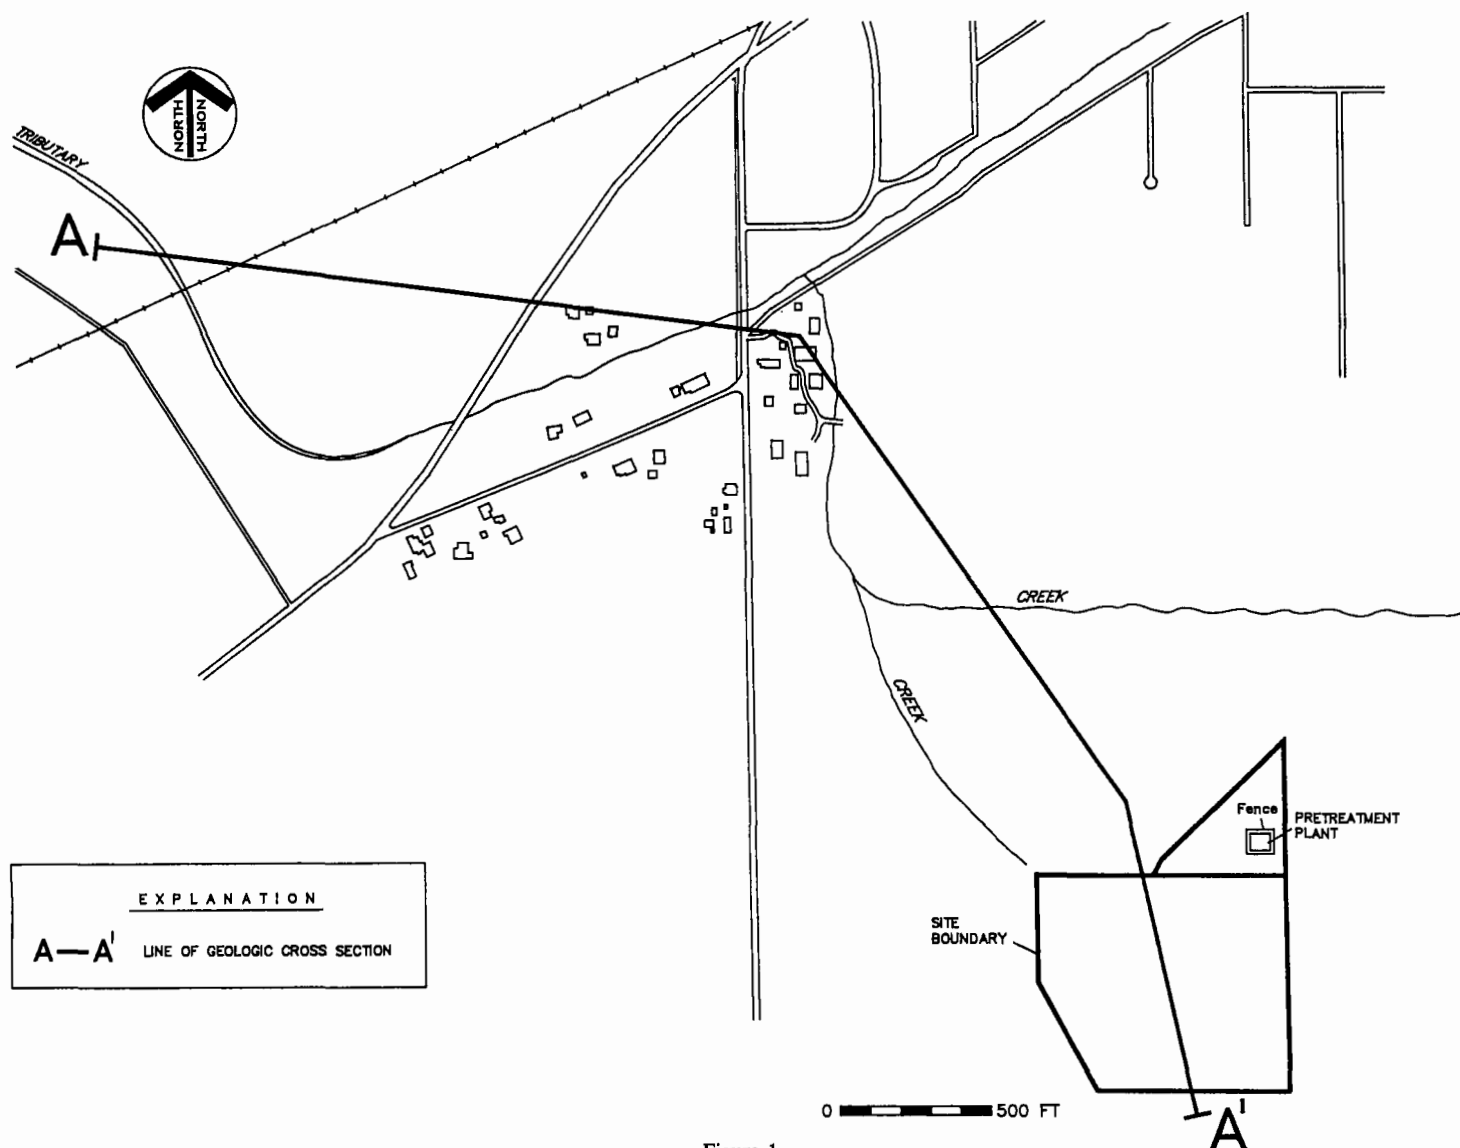 NORTH
NORTH
TRIBUTARY
A
CREEK
CREEK
Fence
PRETREATMENT
PLANT
EXPLANATION
A—A' LINE OF GEOLOGIC CROSS SECTION
SITE
BOUNDARY
0 500 FT
A'